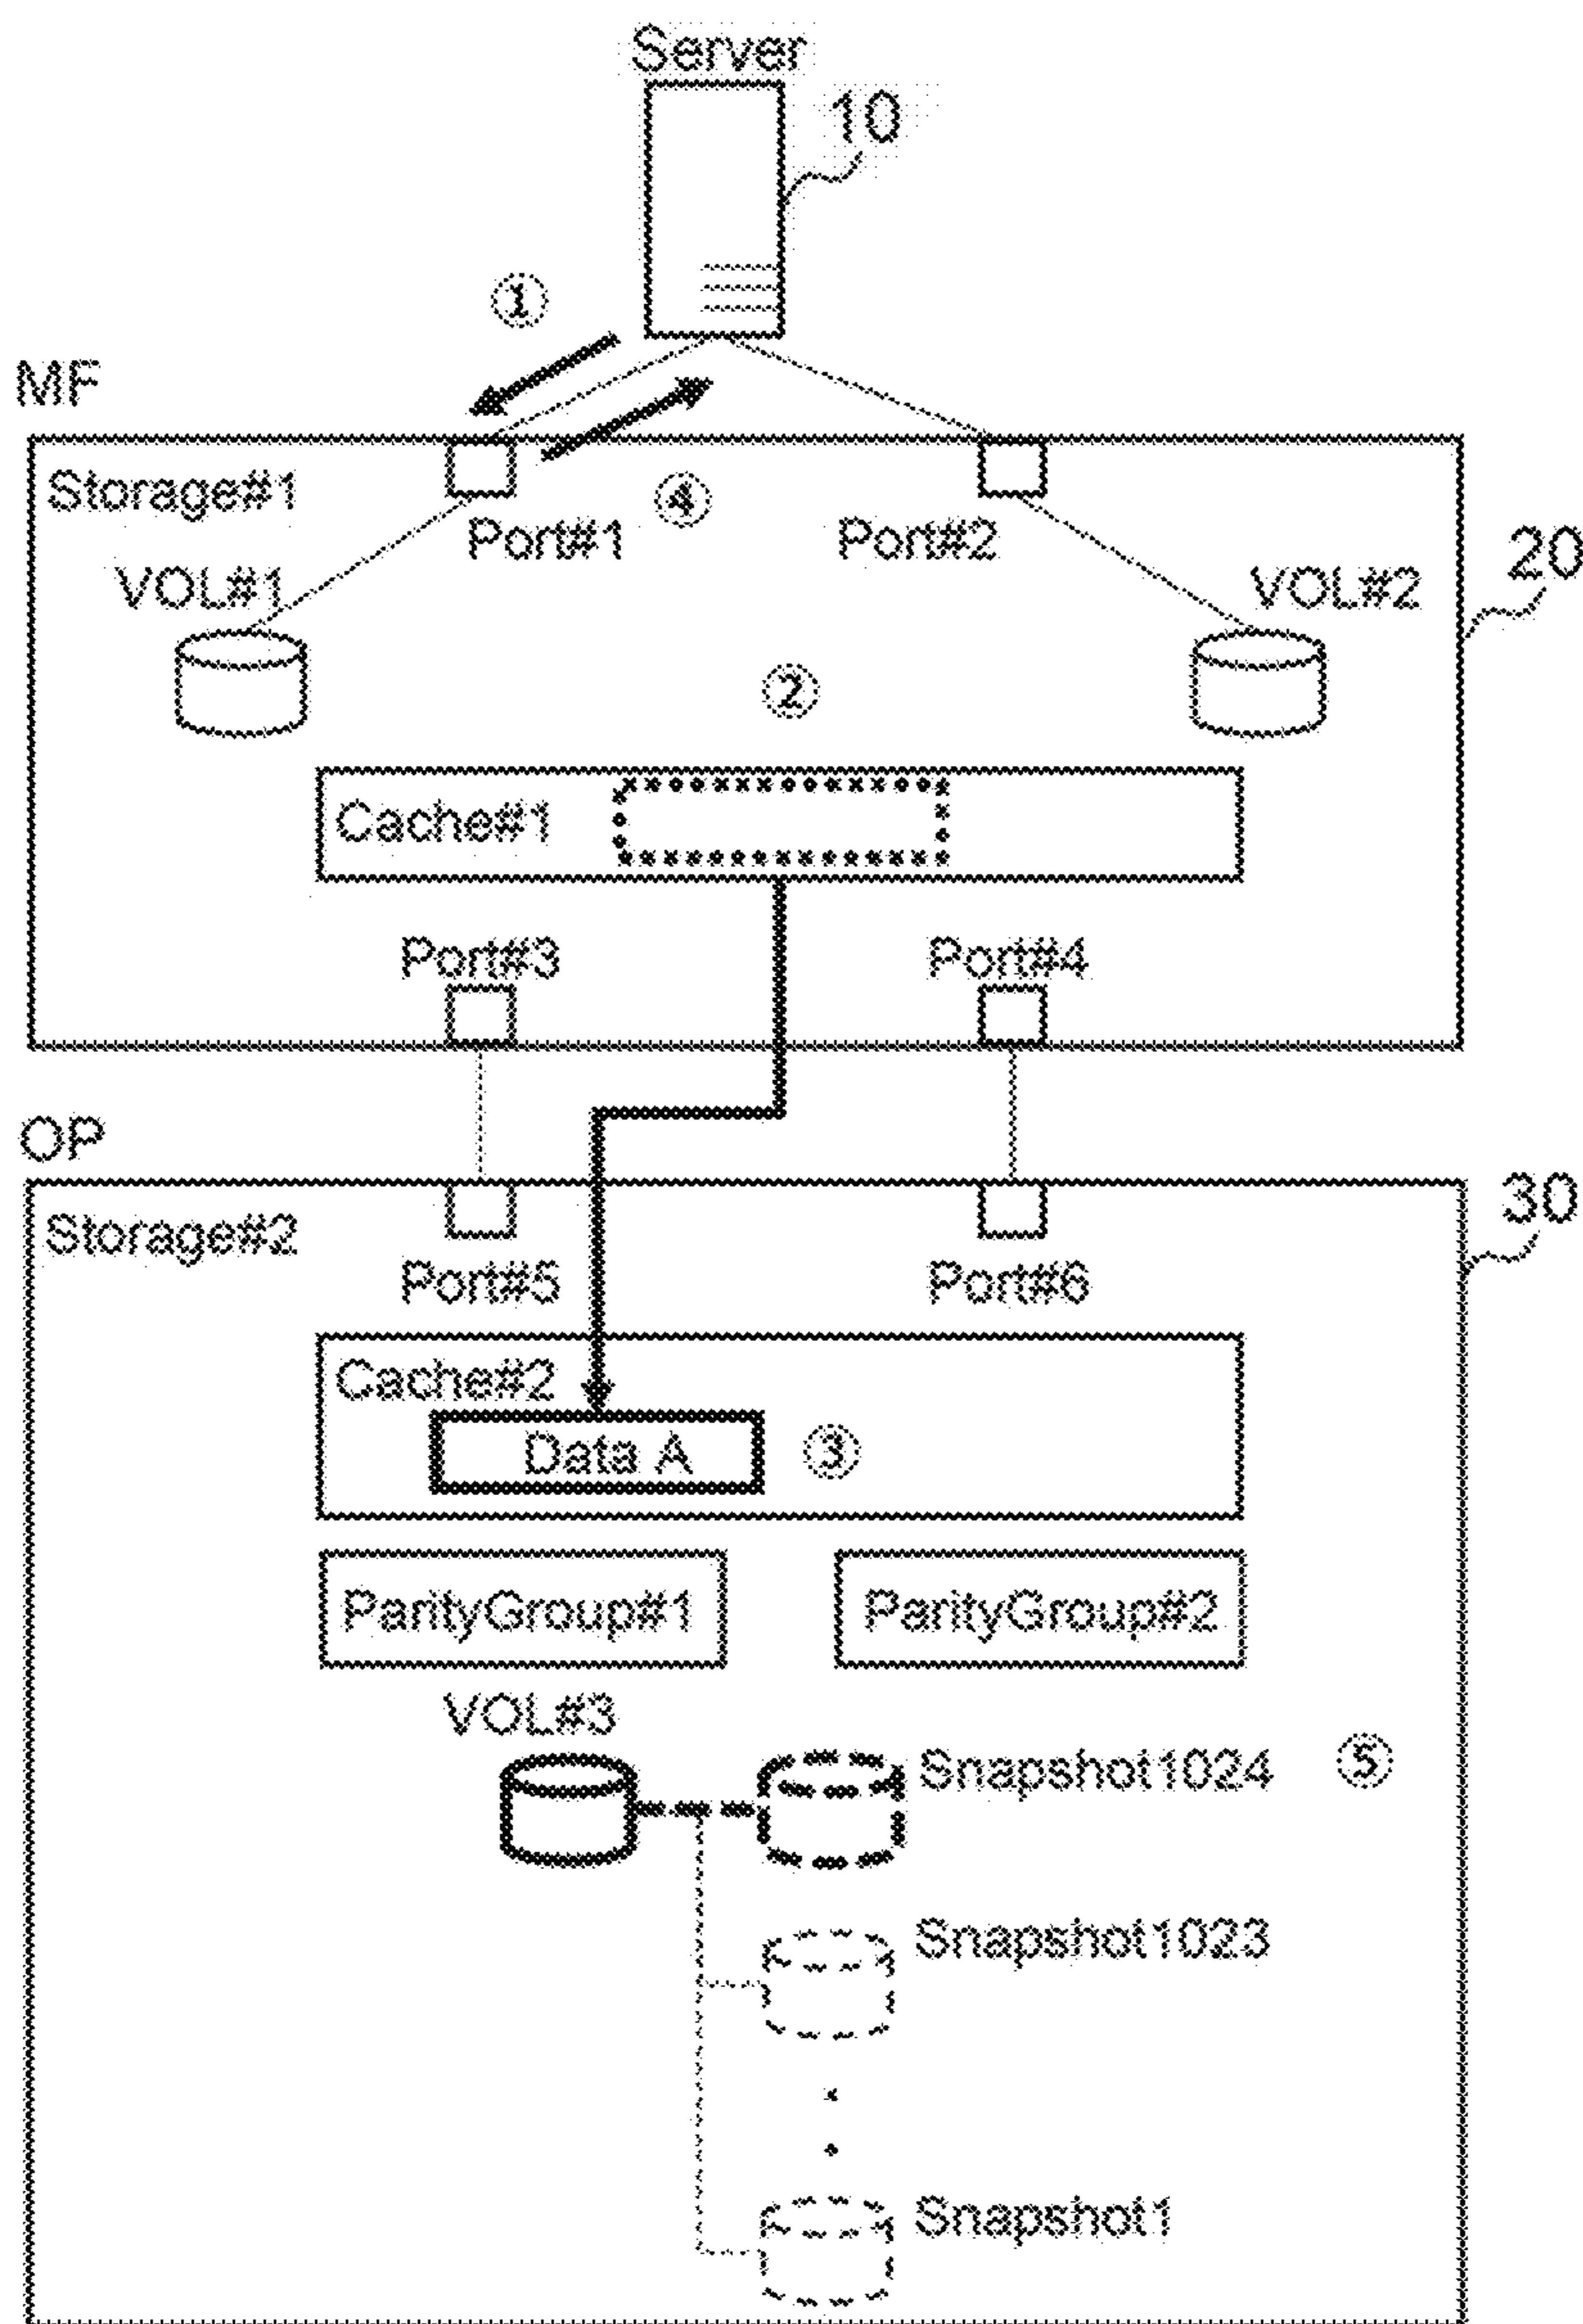 Server
10
①
MF
Storage#1
④
Port#1
Port#2
20
VOL#1
VOL#2
②
Cache#1
Port#3
Port#4
OP
30
Storage#2
Port#5
Port#6
Cache#2
Data A
③
ParityGroup#1
ParityGroup#2
VOL#3
Snapshot1024
⑤
Snapshot1023
Snapshot1